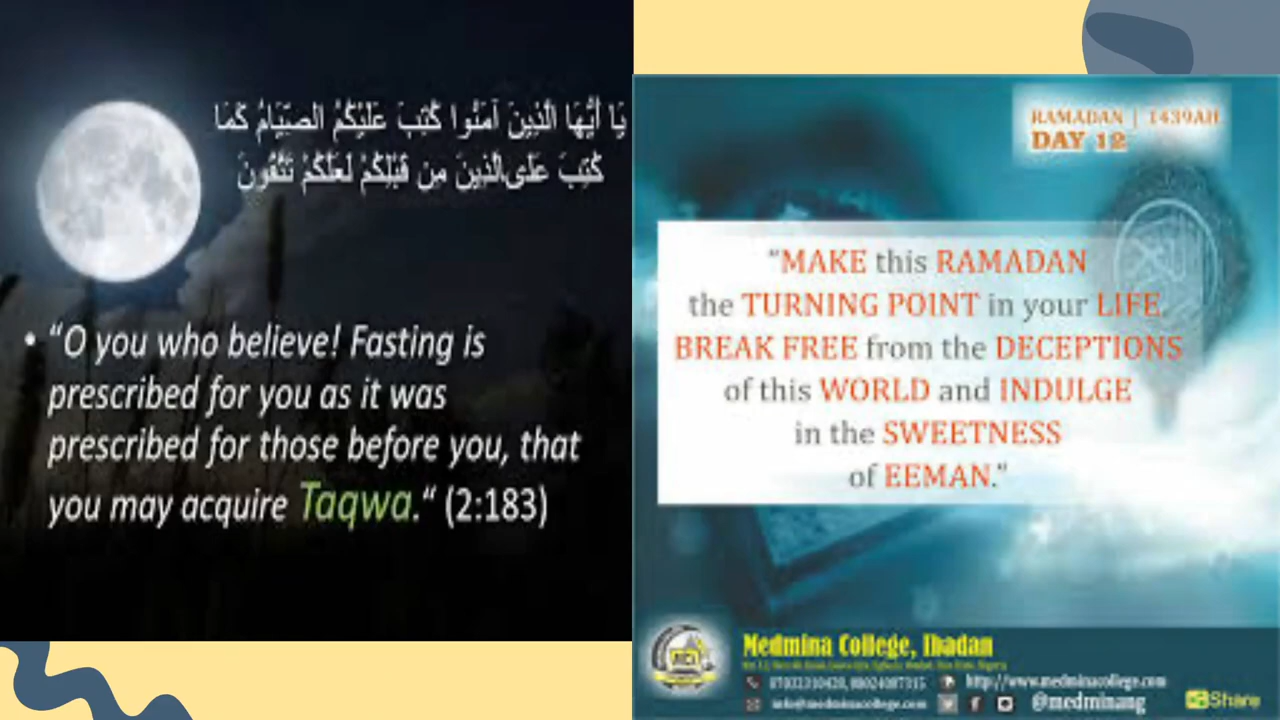 يَا أَيُّهَا الَّذِينَ آمَنُوا كُتِبَ عَلَيْكُمُ الصِّيَامُ كَمَا
كُتِبَ عَلَى الَّذِينَ مِن قَبْلِكُمْ لَعَلَّكُمْ تَتَّقُونَ
• “O you who believe! Fasting is
prescribed for you as it was
prescribed for those before you, that
you may acquire Taqwa.“ (2:183)
RAMADAN | 1439AH
DAY 12
“MAKE this RAMADAN
the TURNING POINT in your LIFE
BREAK FREE from the DECEPTIONS
of this WORLD and INDULGE
in the SWEETNESS
of EEMAN.”
Medmina College, Ibadan
http://www.medminacollege.com
info@medminacollege.com
@medminang
Share